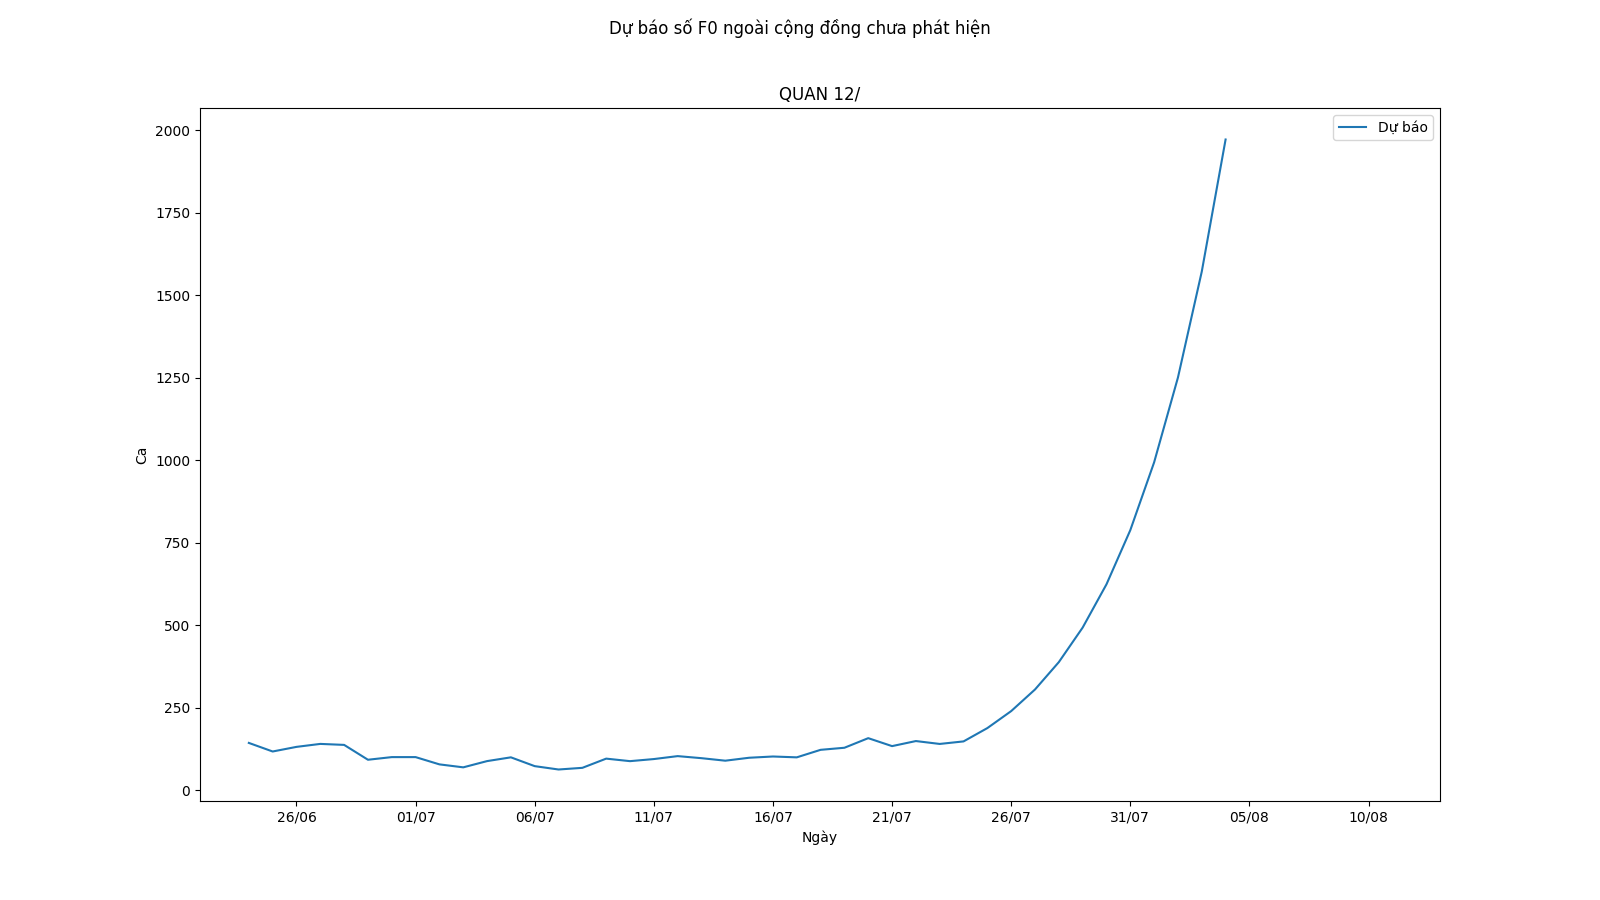 Dự báo số F0 ngoài cộng đồng chưa phát hiện
QUAN 12/
Dự báo
2000
1750
1500
1250
1000
750
500
250
0
Ca
26/06 01/07 06/07 11/07 16/07 21/07 26/07 31/07 05/08 10/08
Ngày